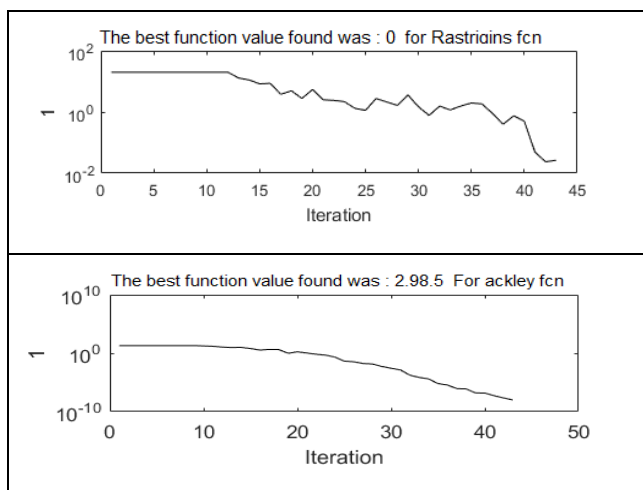 The best function value found was : 0 for Rastrigins fcn
10^2
10^0
10^-2
1
0 5 10 15 20 25 30 35 40 45
Iteration
The best function value found was : 2.98.5 For ackley fcn
10^10
10^0
10^-10
1
0 10 20 30 40 50
Iteration